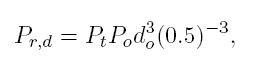 $P_{r,d} = P_t P_o d_o^3 (0.5)^{-3},$